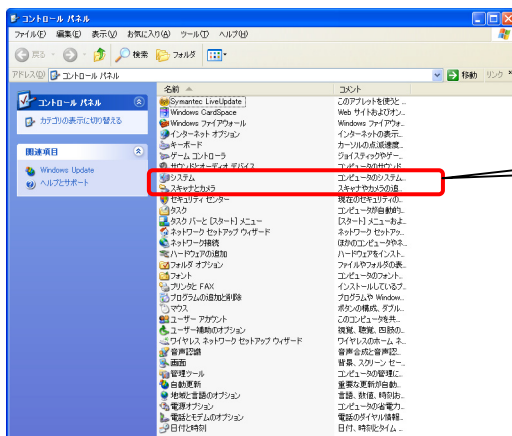 コントロール パネル
ファイル(F) 編集(E) 表示(V) お気に入り(A) ツール(T) ヘルプ(H)
戻る 検索 フォルダ
アドレス(D) コントロール パネル 移動 リンク
コントロール パネル
カテゴリの表示に切り替える
関連項目
Windows Update
ヘルプとサポート
名前 コメント
Symantec LiveUpdate このアプレットを使うと...
Windows CardSpace Web サイトおよびオン...
Windows ファイアウォール Windows ファイアウォ...
インターネット オプション インターネットの表示...
キーボード カーソルの点滅速度...
ゲーム コントローラ ジョイスティックやゲー...
サウンドとオーディオ デバイス コンピュータのサウンド...
システム コンピュータのシステム...
スキャナとカメラ スキャナやカメラの追...
セキュリティ センター 現在のセキュリティの...
タスク コンピュータが自動的...
タスク バーと [スタート] メニュー [スタート] メニューおよ...
ネットワーク セットアップ ウィザード ネットワーク セットアッ...
ネットワーク接続 ほかのコンピュータやネ...
ハードウェアの追加 ハードウェアをインスト...
フォルダ オプション ファイルやフォルダの表...
フォント コンピュータのフォント...
プリンタと FAX インストールしているプ...
プログラムの追加と削除 プログラムや Window...
マウス ボタンの構成、ダブル...
ユーザー アカウント このコンピュータを共...
ユーザー補助のオプション 視覚、聴覚、四肢の...
ワイヤレス ネットワーク セットアップ ウィザード ワイヤレスのホーム ネ...
音声認識 音声合成と音声認...
画面 背景、スクリーン セー...
管理ツール コンピュータの管理に...
自動更新 重要な更新が自動...
地域と言語のオプション 言語、数値、時刻お...
電源オプション コンピュータの省電力...
電話とモデムのオプション 電話のダイヤル情報...
日付と時刻 日付、時刻とタイム ...